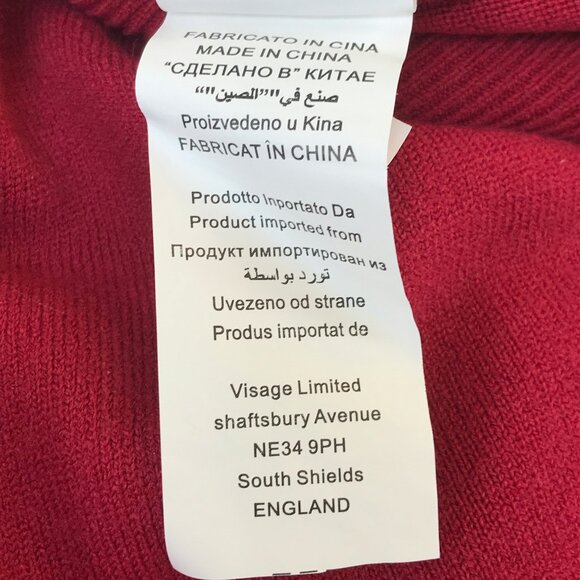 FABRICATO IN CINA
MADE IN CHINA
"СДЕЛАНО В" КИТАЕ
صنع في""الصين""
Proizvedeno u Kina
FABRICAT ÎN CHINA
Prodotto Inportato Da
Product imported from
Продукт импортирован из
تورد بواسطة
Uvezeno od strane
Produs importat de
Visage Limited
shaftsbury Avenue
NE34 9PH
South Shields
ENGLAND